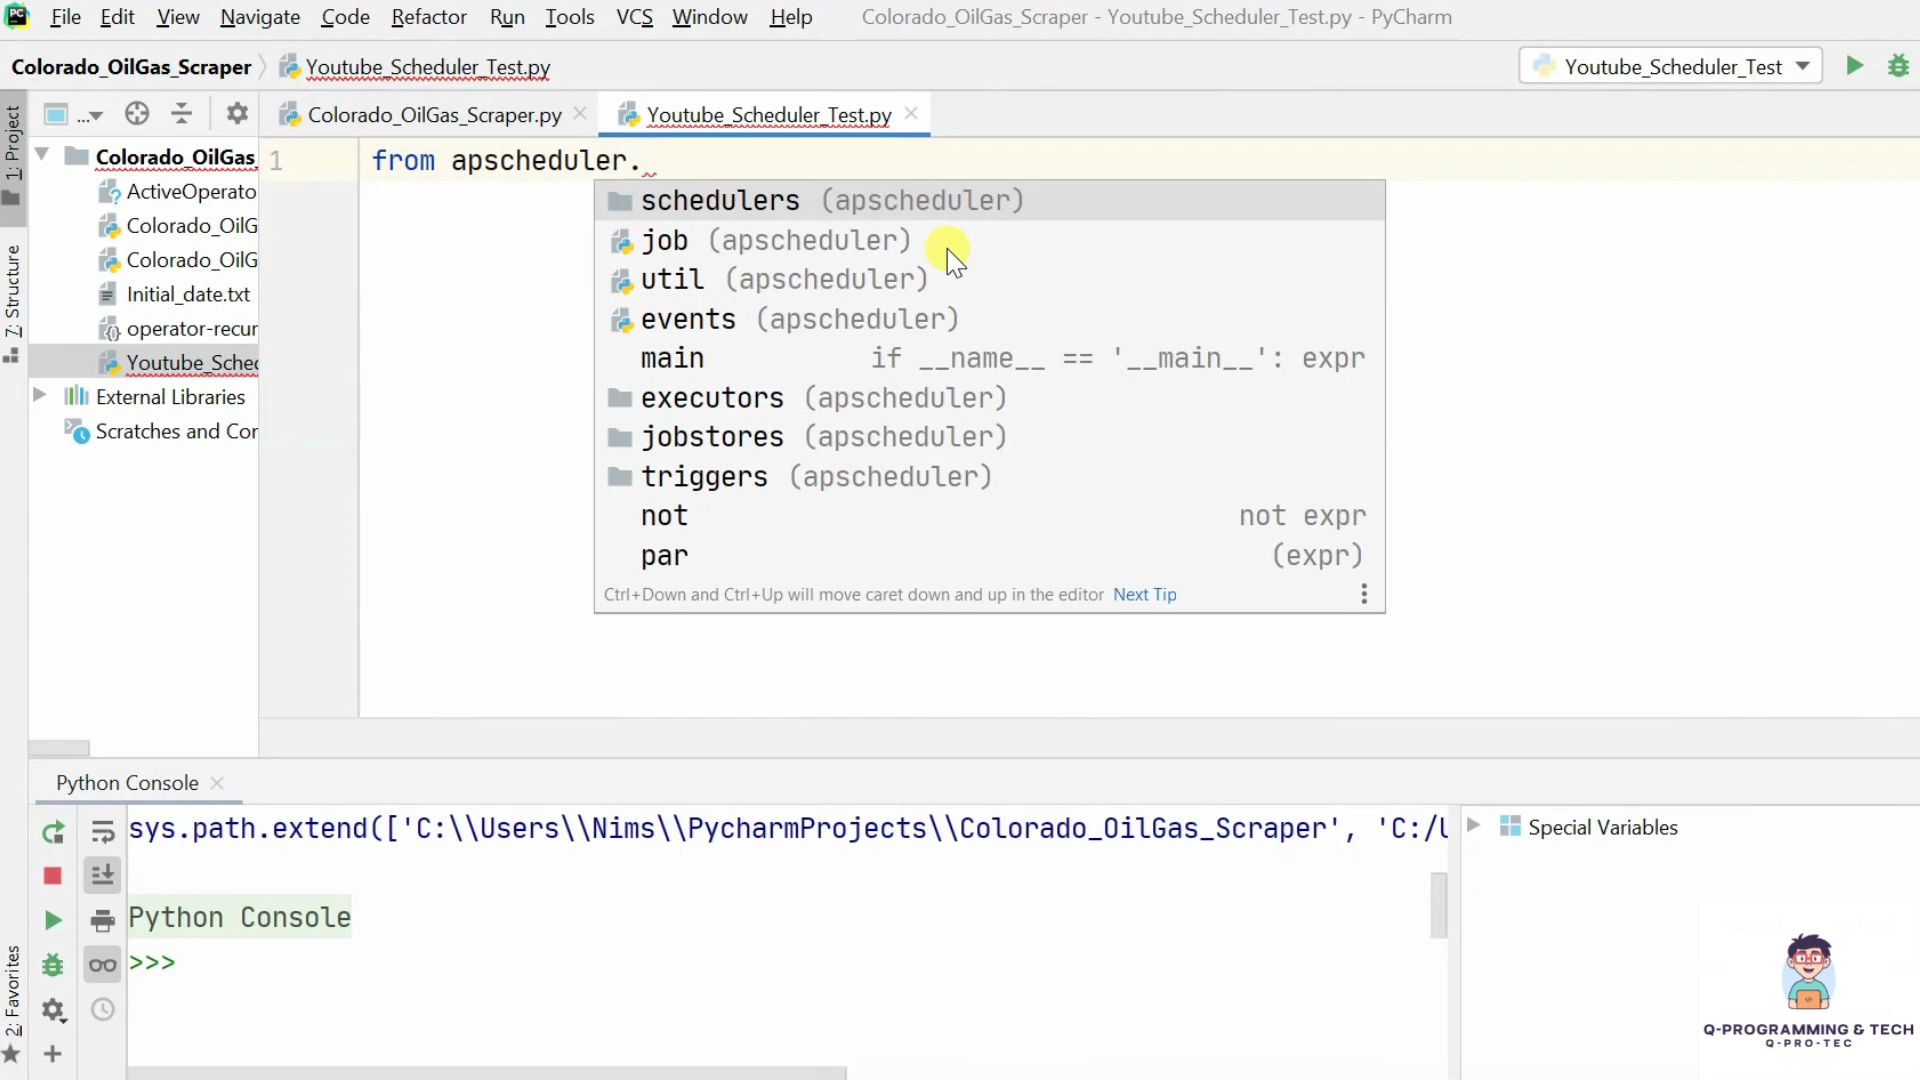 File Edit View Navigate Code Refactor Run Tools VCS Window Help Colorado_OilGas_Scraper - Youtube_Scheduler_Test.py - PyCharm
Colorado_OilGas_Scraper Youtube_Scheduler_Test.py Youtube_Scheduler_Test
... Colorado_OilGas_Scraper.py Youtube_Scheduler_Test.py
1: Project
7: Structure
2: Favorites
Colorado_OilGas_
ActiveOperato
Colorado_OilG
Colorado_OilG
Initial_date.txt
operator-recur
Youtube_Sched
External Libraries
Scratches and Cor
1 from apscheduler.
schedulers (apscheduler)
job (apscheduler)
util (apscheduler)
events (apscheduler)
main if __name__ == '__main__': expr
executors (apscheduler)
jobstores (apscheduler)
triggers (apscheduler)
not not expr
par (expr)
Ctrl+Down and Ctrl+Up will move caret down and up in the editor Next Tip
Python Console
sys.path.extend(['C:\\Users\\Nims\\PycharmProjects\\Colorado_OilGas_Scraper', 'C:/U
Python Console
>>>
Special Variables
Q-PROGRAMMING & TECH
Q-PRO-TEC